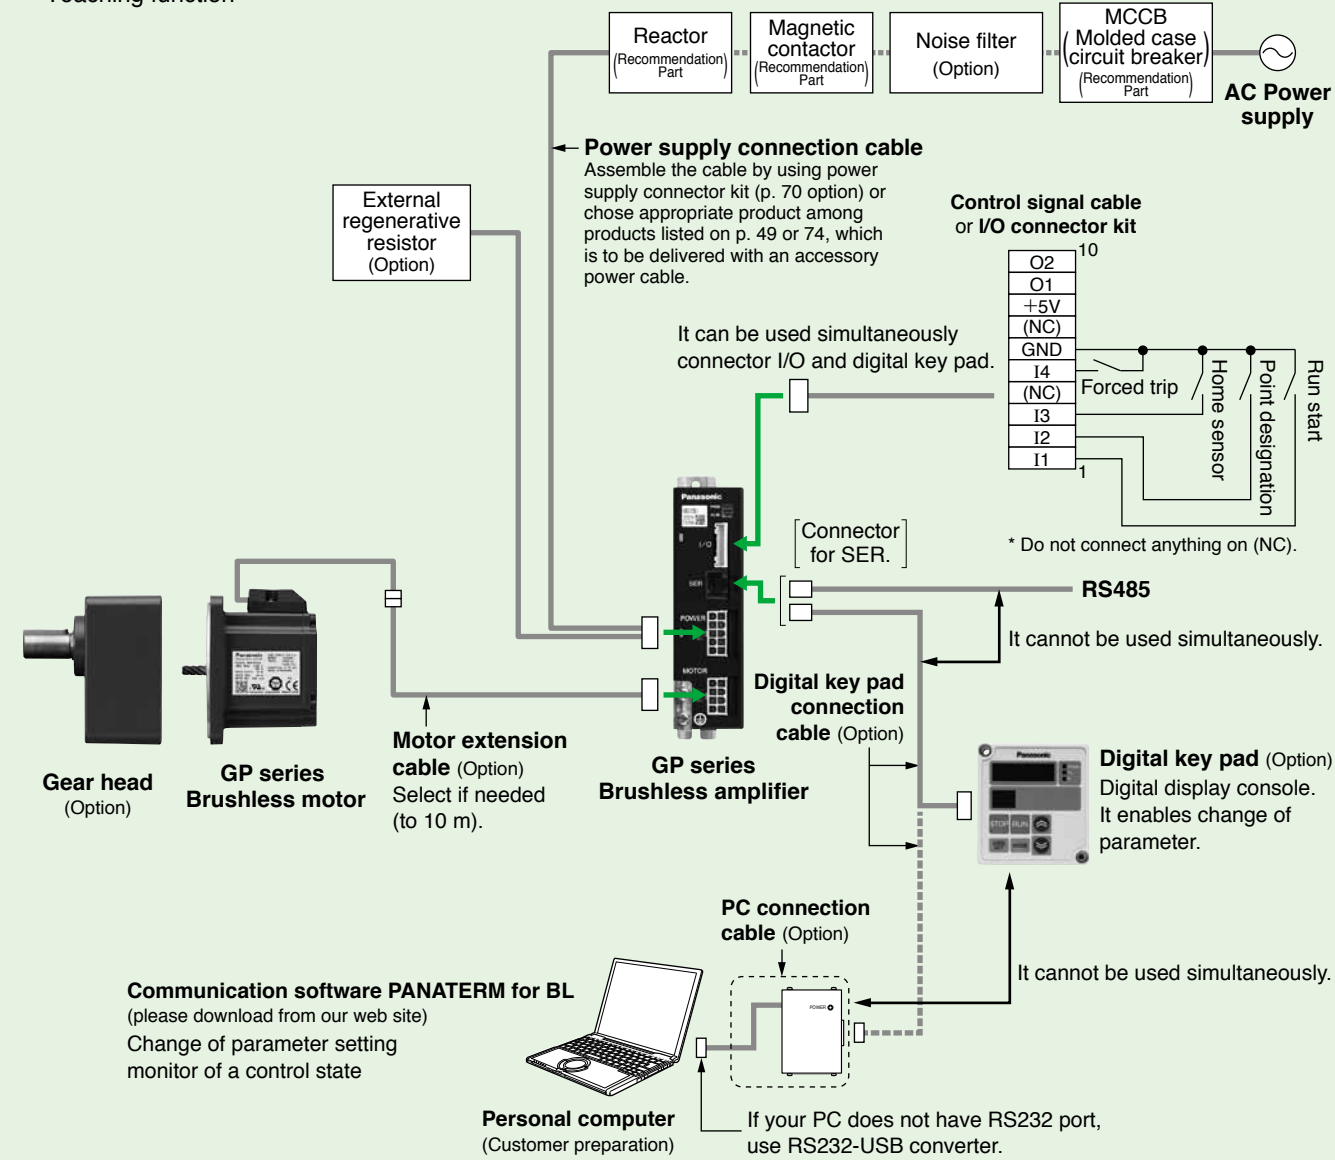 Teaching function
Reactor
(Recommendation
Part)
Magnetic
contactor
(Recommendation
Part)
Noise filter
(Option)
MCCB
(Molded case
circuit breaker)
(Recommendation
Part)
AC Power
supply
Power supply connection cable
Assemble the cable by using power
supply connector kit (p. 70 option) or
chose appropriate product among
products listed on p. 49 or 74, which
is to be delivered with an accessory
power cable.
External
regenerative
resistor
(Option)
Control signal cable
or I/O connector kit
10
O2
O1
+5V
(NC)
GND
I4
(NC)
I3
I2
I1
1
Forced trip
Home sensor
Point designation
Run start
* Do not connect anything on (NC).
It can be used simultaneously
connector I/O and digital key pad.
Panasonic
I/O
SER
POWER
MOTOR
[Connector
for SER.]
RS485
It cannot be used simultaneously.
Digital key pad
connection
cable (Option)
Gear head
(Option)
Panasonic
GP series
Brushless motor
Motor extension
cable (Option)
Select if needed
(to 10 m).
GP series
Brushless amplifier
Panasonic
STOP
RUN
MODE
Digital key pad (Option)
Digital display console.
It enables change of
parameter.
PC connection
cable (Option)
POWER
It cannot be used simultaneously.
Communication software PANATERM for BL
(please download from our web site)
Change of parameter setting
monitor of a control state
Personal computer
(Customer preparation)
If your PC does not have RS232 port,
use RS232-USB converter.